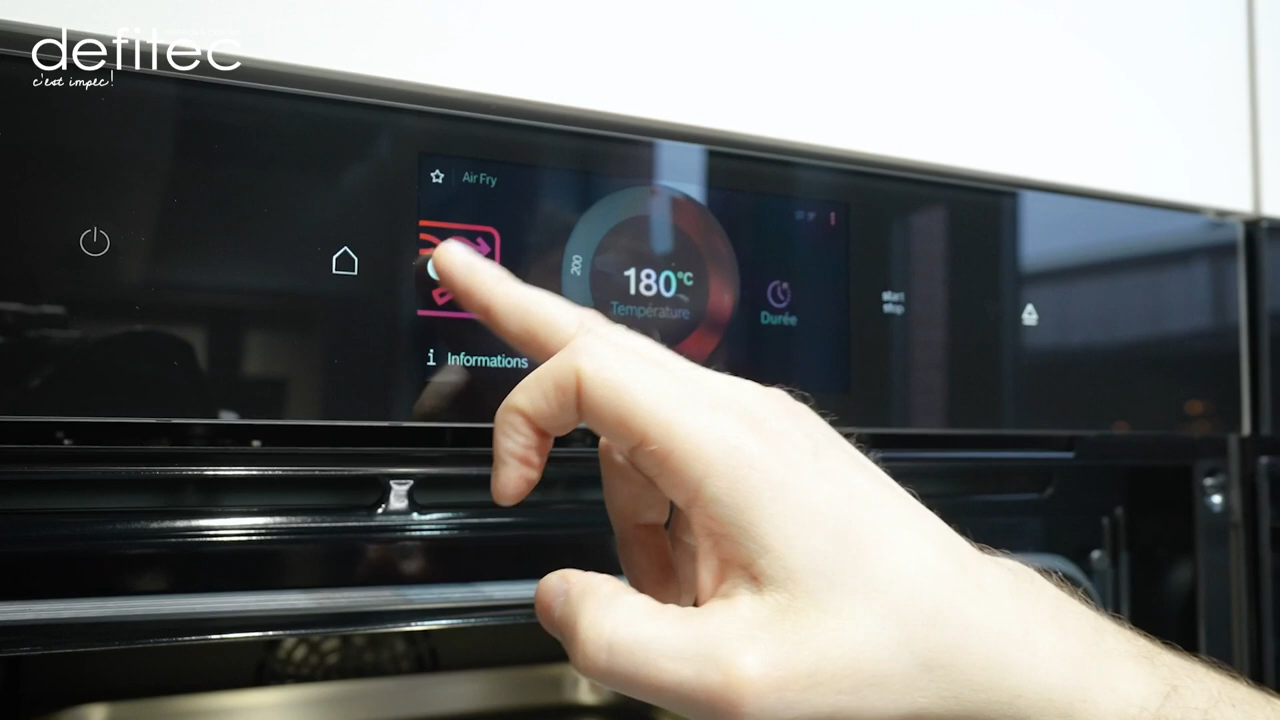 defitec
c'est impec!
Air Fry
200
180°C
Température
Durée
start
stop
i Informations